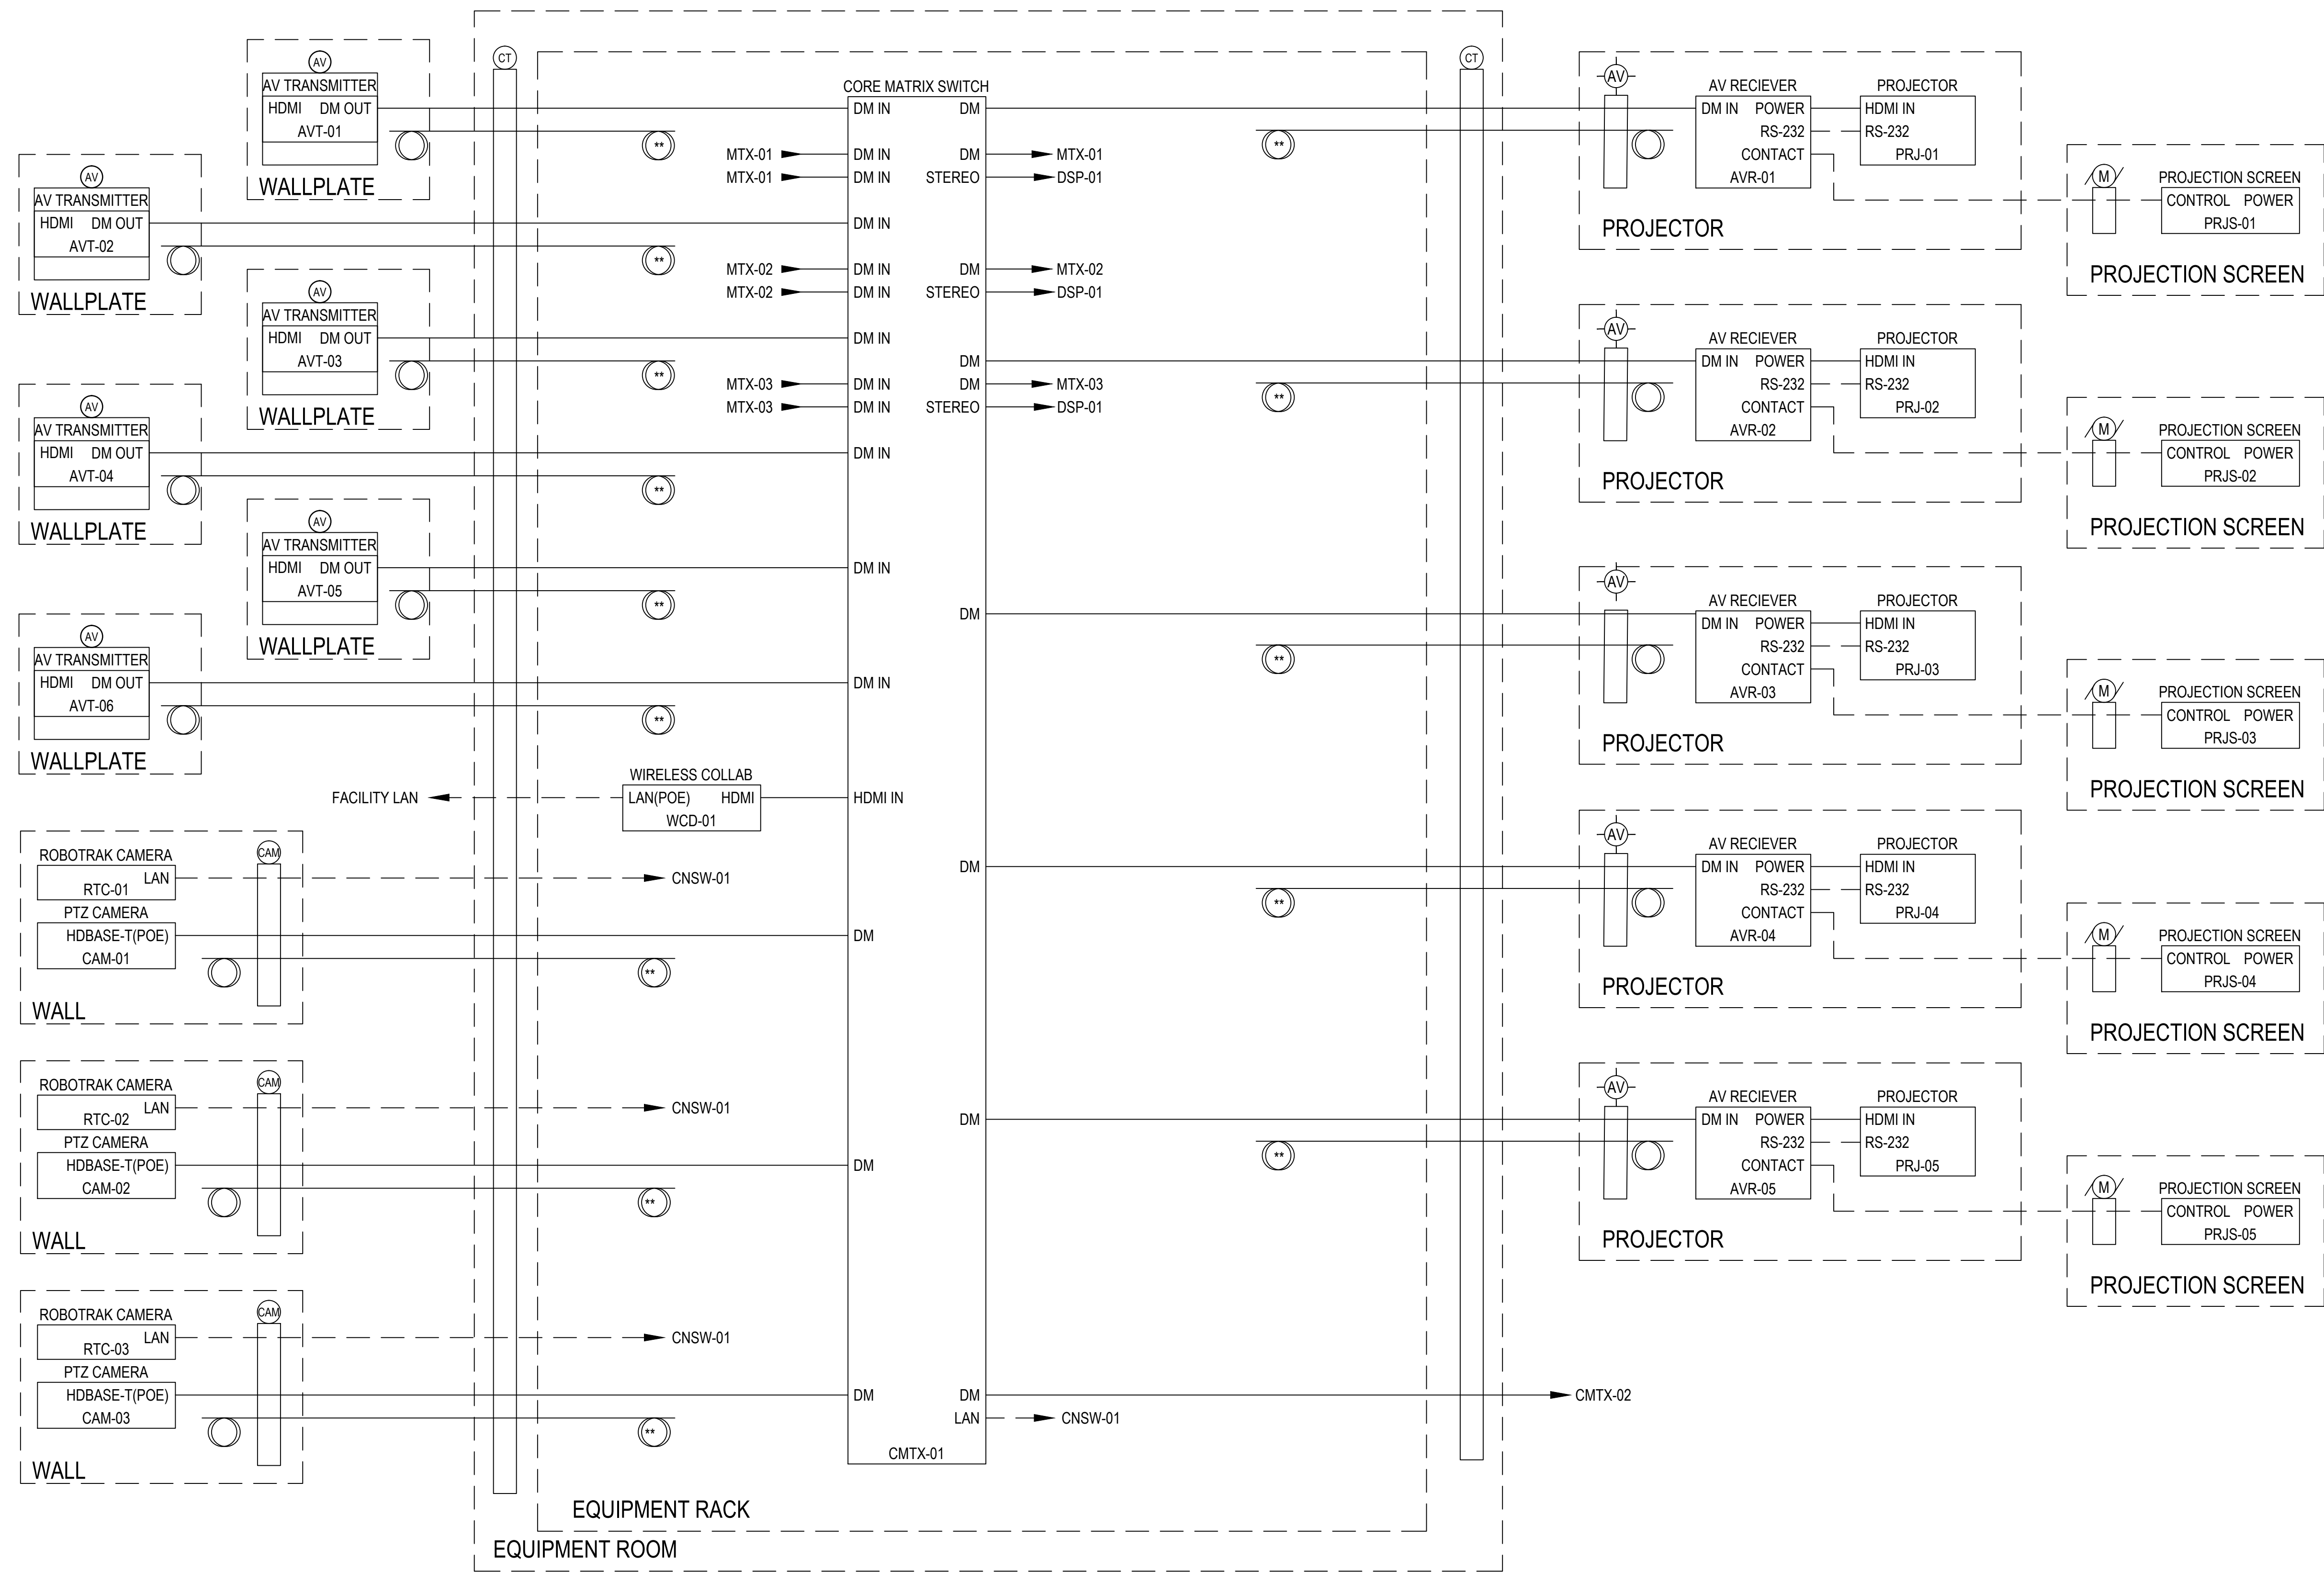 AV
AV TRANSMITTER
HDMI DM OUT
AVT-01
WALLPLATE
AV
AV TRANSMITTER
HDMI DM OUT
AVT-02
WALLPLATE
AV
AV TRANSMITTER
HDMI DM OUT
AVT-03
WALLPLATE
AV
AV TRANSMITTER
HDMI DM OUT
AVT-04
WALLPLATE
AV
AV TRANSMITTER
HDMI DM OUT
AVT-05
WALLPLATE
AV
AV TRANSMITTER
HDMI DM OUT
AVT-06
WALLPLATE
FACILITY LAN
WIRELESS COLLAB
LAN(POE) HDMI
WCD-01
ROBOTRAK CAMERA
LAN
RTC-01
PTZ CAMERA
HDBASE-T(POE)
CAM-01
WALL
CAM
CNSW-01
ROBOTRAK CAMERA
LAN
RTC-02
PTZ CAMERA
HDBASE-T(POE)
CAM-02
WALL
CAM
CNSW-01
ROBOTRAK CAMERA
LAN
RTC-03
PTZ CAMERA
HDBASE-T(POE)
CAM-03
WALL
CAM
CNSW-01
CT
**
**
**
**
**
**
**
**
**
CORE MATRIX SWITCH
DM IN DM
MTX-01 DM IN DM MTX-01
MTX-01 DM IN STEREO DSP-01
DM IN
MTX-02 DM IN DM MTX-02
MTX-02 DM IN STEREO DSP-01
DM IN
DM
MTX-03 DM IN DM MTX-03
MTX-03 DM IN STEREO DSP-01
DM IN
DM IN
DM
DM IN
HDMI IN
DM
DM
DM
DM
DM DM CMTX-02
LAN CNSW-01
CMTX-01
EQUIPMENT RACK
EQUIPMENT ROOM
CT
**
**
**
**
**
AV
AV RECIEVER PROJECTOR
DM IN POWER HDMI IN
RS-232 RS-232
CONTACT PRJ-01
AVR-01
PROJECTOR
M
PROJECTION SCREEN
CONTROL POWER
PRJS-01
PROJECTION SCREEN
AV
AV RECIEVER PROJECTOR
DM IN POWER HDMI IN
RS-232 RS-232
CONTACT PRJ-02
AVR-02
PROJECTOR
M
PROJECTION SCREEN
CONTROL POWER
PRJS-02
PROJECTION SCREEN
AV
AV RECIEVER PROJECTOR
DM IN POWER HDMI IN
RS-232 RS-232
CONTACT PRJ-03
AVR-03
PROJECTOR
M
PROJECTION SCREEN
CONTROL POWER
PRJS-03
PROJECTION SCREEN
AV
AV RECIEVER PROJECTOR
DM IN POWER HDMI IN
RS-232 RS-232
CONTACT PRJ-04
AVR-04
PROJECTOR
M
PROJECTION SCREEN
CONTROL POWER
PRJS-04
PROJECTION SCREEN
AV
AV RECIEVER PROJECTOR
DM IN POWER HDMI IN
RS-232 RS-232
CONTACT PRJ-05
AVR-05
PROJECTOR
M
PROJECTION SCREEN
CONTROL POWER
PRJS-05
PROJECTION SCREEN